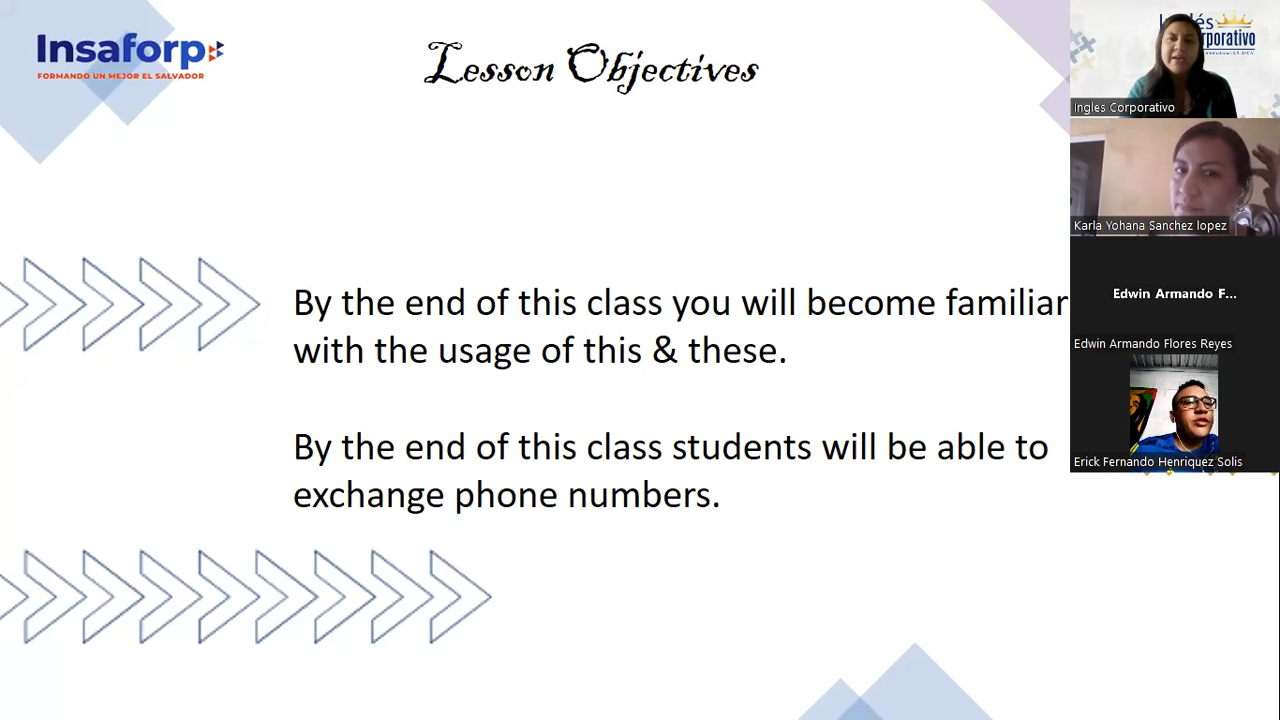 Insaforp
FORMANDO UN MEJOR EL SALVADOR
Lesson Objectives
By the end of this class you will become familiar
with the usage of this & these.
By the end of this class students will be able to
exchange phone numbers.
Ingles Corporativo
Karla Yohana Sanchez lopez
Edwin Armando F...
Edwin Armando Flores Reyes
Erick Fernando Henriquez Solis